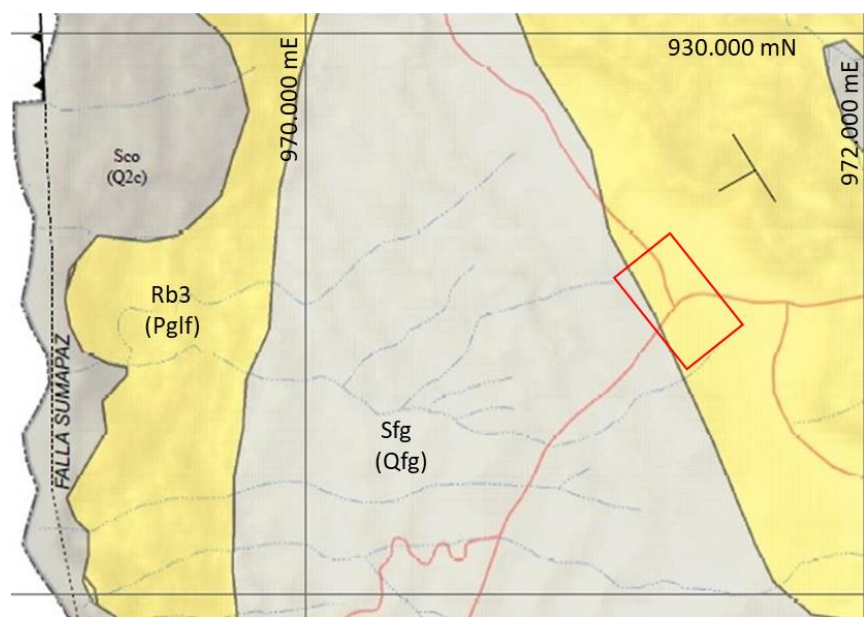 970.000 mE
930.000 mN
972.000 mE
Sco
(Q2c)
Rb3
(Pglf)
FALLA SUMAPAZ
Sfg
(Qfg)